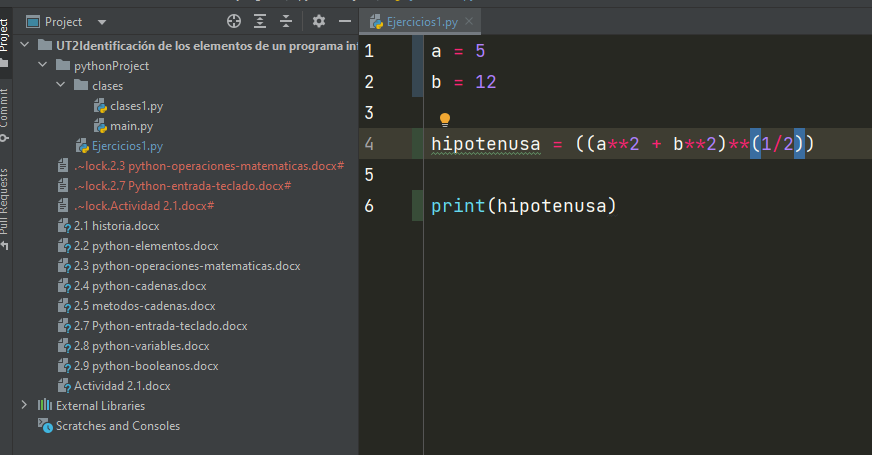 Project
Ejercicios1.py
Project
Commit
Pull Requests
UT2Identificación de los elementos de un programa in
pythonProject
clases
clases1.py
main.py
Ejercicios1.py
.~lock.2.3 python-operaciones-matematicas.docx#
.~lock.2.7 Python-entrada-teclado.docx#
.~lock.Actividad 2.1.docx#
2.1 historia.docx
2.2 python-elementos.docx
2.3 python-operaciones-matematicas.docx
2.4 python-cadenas.docx
2.5 metodos-cadenas.docx
2.7 Python-entrada-teclado.docx
2.8 python-variables.docx
2.9 python-booleanos.docx
Actividad 2.1.docx
External Libraries
Scratches and Consoles
1 a = 5
2 b = 12
3
4 hipotenusa = ((a**2 + b**2)**(1/2))
5
6 print(hipotenusa)